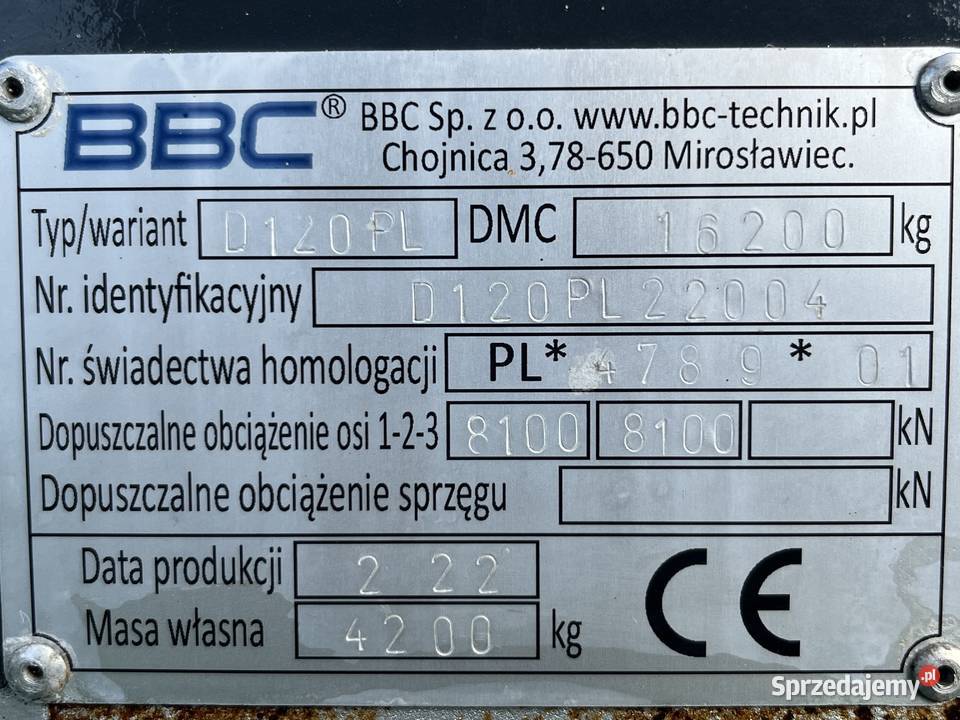 BBC® BBC Sp. z o.o. www.bbc-technik.pl
Chojnica 3,78-650 Mirosławiec.
Typ/wariant D120PL DMC 16200 kg
Nr. identyfikacyjny D120PL22004
Nr. świadectwa homologacji PL* 4789 * 01
Dopuszczalne obciążenie osi 1-2-3 8100 8100 kN
Dopuszczalne obciążenie sprzęgu kN
Data produkcji 2 22
Masa własna 4200 kg
CE
Sprzedajemy.pl